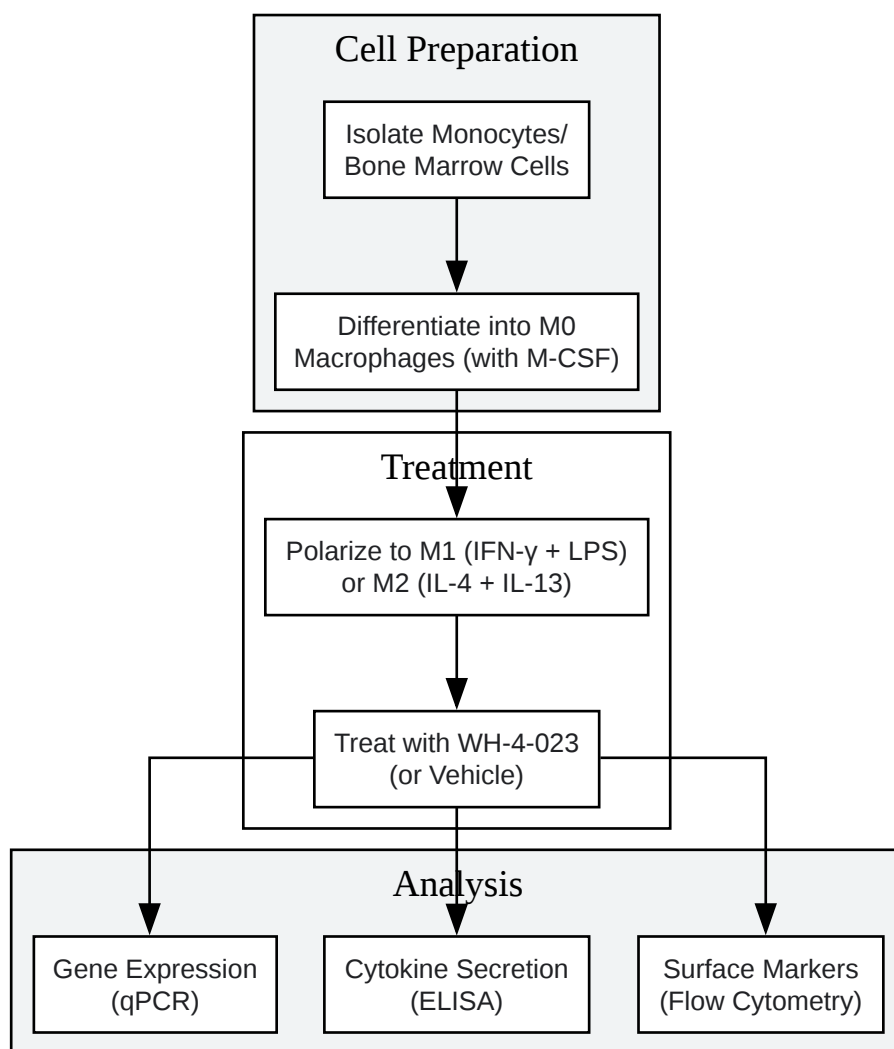 Cell Preparation
Isolate Monocytes/
Bone Marrow Cells
Differentiate into M0
Macrophages (with M-CSF)
Treatment
Polarize to M1 (IFN-γ + LPS)
or M2 (IL-4 + IL-13)
Treat with WH-4-023
(or Vehicle)
Analysis
Gene Expression
(qPCR)
Cytokine Secretion
(ELISA)
Surface Markers
(Flow Cytometry)